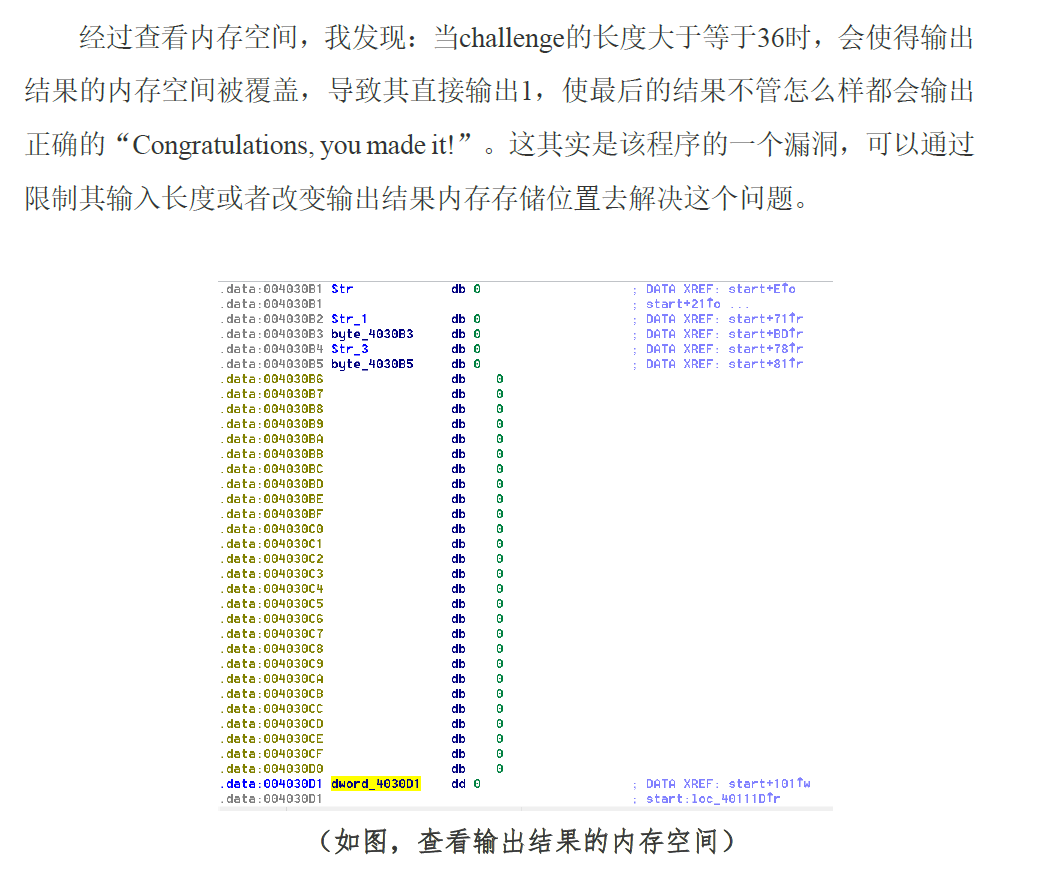 经过查看内存空间，我发现：当challenge的长度大于等于36时，会使得输出
结果的内存空间被覆盖，导致其直接输出1，使最后的结果不管怎么样都会输出
正确的“Congratulations, you made it!”。这其实是该程序的一个漏洞，可以通过
限制其输入长度或者改变输出结果内存存储位置去解决这个问题。
.data:004030B1 Str db 0 ; DATA XREF: start+E↑o
.data:004030B1 ; start+21↑o ...
.data:004030B2 Str_1 db 0 ; DATA XREF: start+71↑r
.data:004030B3 byte_4030B3 db 0 ; DATA XREF: start+BD↑r
.data:004030B4 Str_3 db 0 ; DATA XREF: start+78↑r
.data:004030B5 byte_4030B5 db 0 ; DATA XREF: start+81↑r
.data:004030B6 db 0
.data:004030B7 db 0
.data:004030B8 db 0
.data:004030B9 db 0
.data:004030BA db 0
.data:004030BB db 0
.data:004030BC db 0
.data:004030BD db 0
.data:004030BE db 0
.data:004030BF db 0
.data:004030C0 db 0
.data:004030C1 db 0
.data:004030C2 db 0
.data:004030C3 db 0
.data:004030C4 db 0
.data:004030C5 db 0
.data:004030C6 db 0
.data:004030C7 db 0
.data:004030C8 db 0
.data:004030C9 db 0
.data:004030CA db 0
.data:004030CB db 0
.data:004030CC db 0
.data:004030CD db 0
.data:004030CE db 0
.data:004030CF db 0
.data:004030D0 db 0
.data:004030D1 dword_4030D1 dd 0 ; DATA XREF: start+101↑w
.data:004030D1 ; start:loc_40111D↑r
（如图，查看输出结果的内存空间）